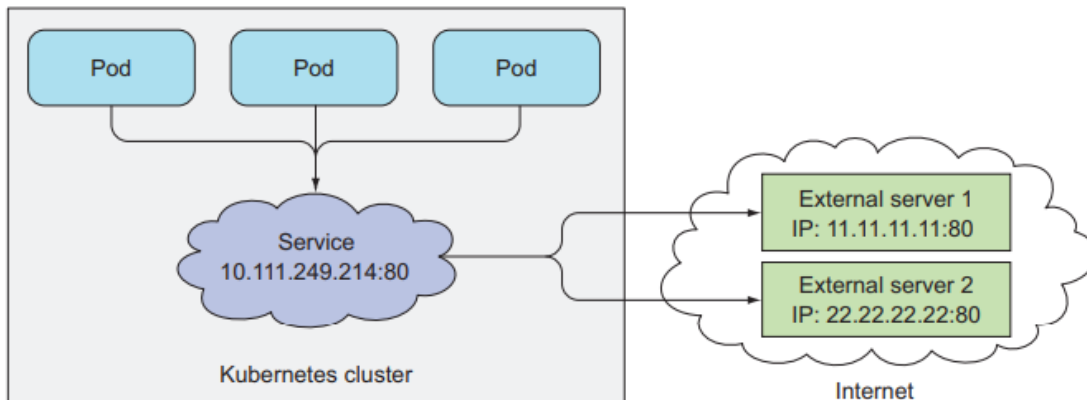 Pod
Pod
Pod
Service
10.111.249.214:80
External server 1
IP: 11.11.11.11:80
External server 2
IP: 22.22.22.22:80
Kubernetes cluster
Internet